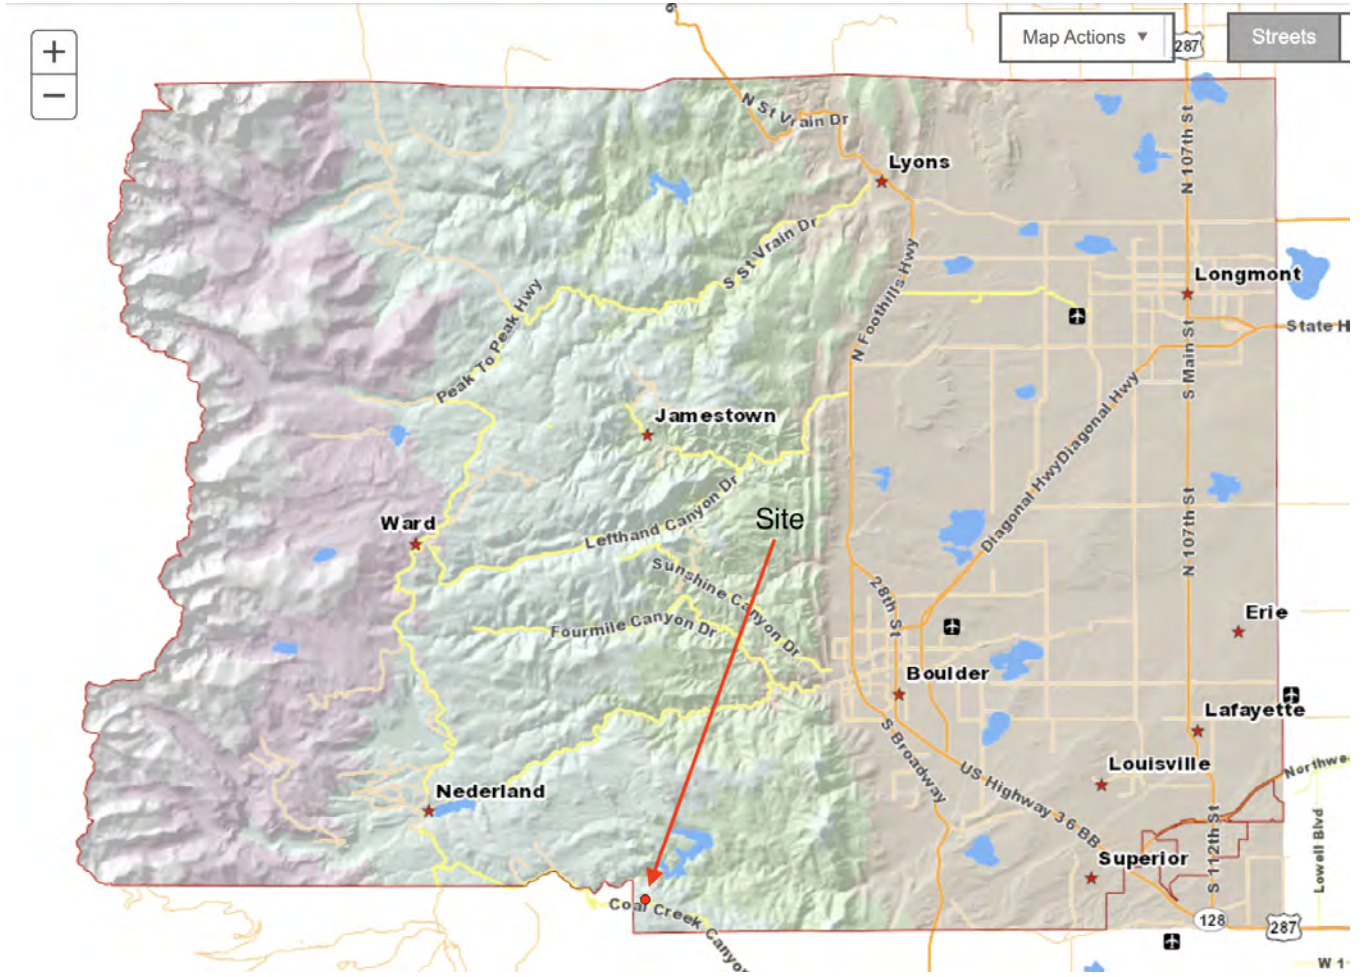 +
−
Map Actions ▼
Streets
287
N St Vrain Dr
Lyons
N 107th St
S St Vrain Dr
N Foothills Hwy
Longmont
State H
Peak To Peak Hwy
S Main St
Jamestown
Diagonal Hwy
Diagonal Hwy
Lefthand Canyon Dr
Site
Ward
N 107th St
Sunshine Canyon Dr
28th St
Fourmile Canyon Dr
Erie
Boulder
Lafayette
S Broadway
US Highway 36 BB
Louisville
Northwe
Nederland
S 112th St
Lowell Blvd
Superior
Coal Creek Canyon
128
287
W 1